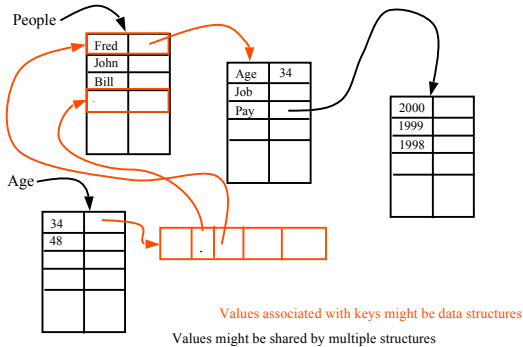 People
Fred
John
Bill
.
Age 34
Job
Pay
2000
1999
1998
Age
34
48
.
Values associated with keys might be data structures
Values might be shared by multiple structures